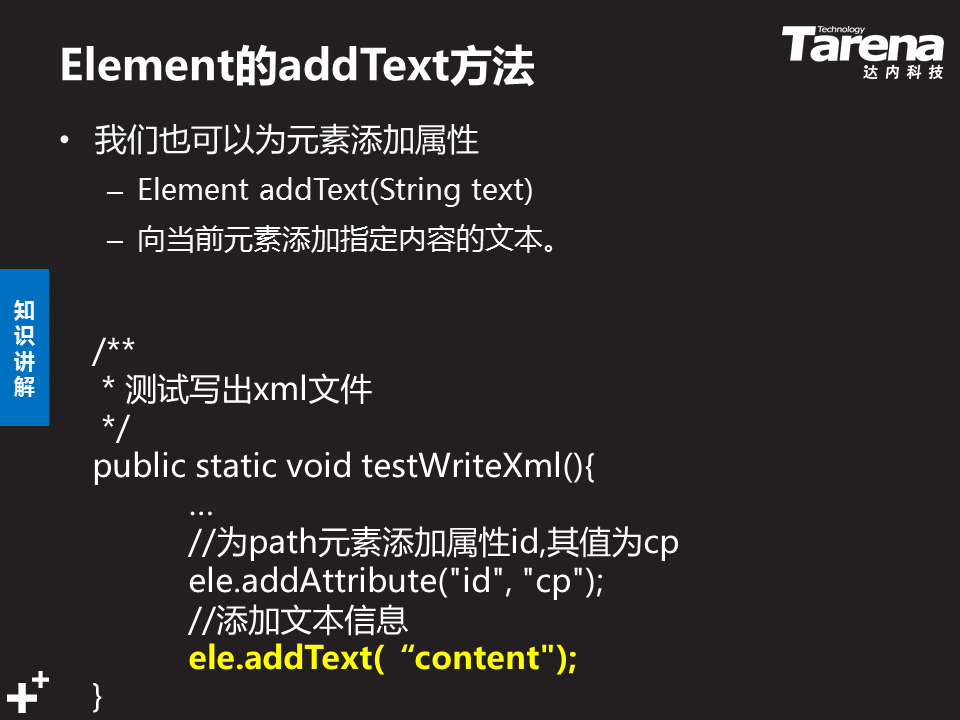 Element的addText方法
Technology
Tarena
达内科技
• 我们也可以为元素添加属性
– Element addText(String text)
– 向当前元素添加指定内容的文本。
知识讲解
/**
 * 测试写出xml文件
 */
public static void testWriteXml(){
...
//为path元素添加属性id,其值为cp
ele.addAttribute("id", "cp");
//添加文本信息
ele.addText( “content");
}